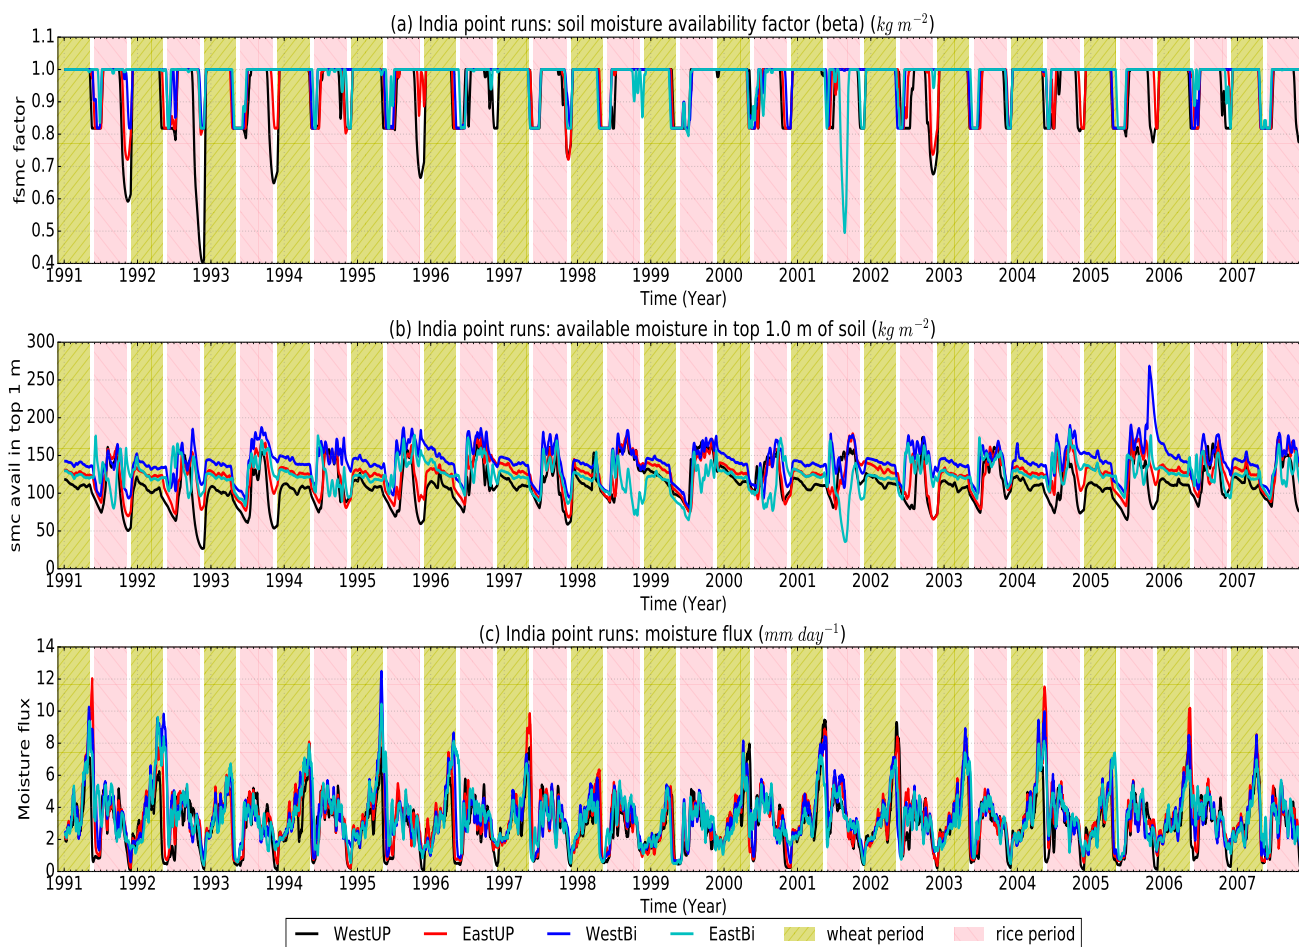 (a) India point runs: soil moisture availability factor (beta) (kg m⁻²)
fsmc factor
1.1
1.0
0.9
0.8
0.7
0.6
0.5
0.4
1991 1992 1993 1994 1995 1996 1997 1998 1999 2000 2001 2002 2003 2004 2005 2006 2007
Time (Year)
(b) India point runs: available moisture in top 1.0 m of soil (kg m⁻²)
smc avail in top 1 m
300
250
200
150
100
50
0
1991 1992 1993 1994 1995 1996 1997 1998 1999 2000 2001 2002 2003 2004 2005 2006 2007
Time (Year)
(c) India point runs: moisture flux (mm day⁻¹)
Moisture flux
14
12
10
8
6
4
2
0
1991 1992 1993 1994 1995 1996 1997 1998 1999 2000 2001 2002 2003 2004 2005 2006 2007
Time (Year)
WestUP EastUP WestBi EastBi wheat period rice period